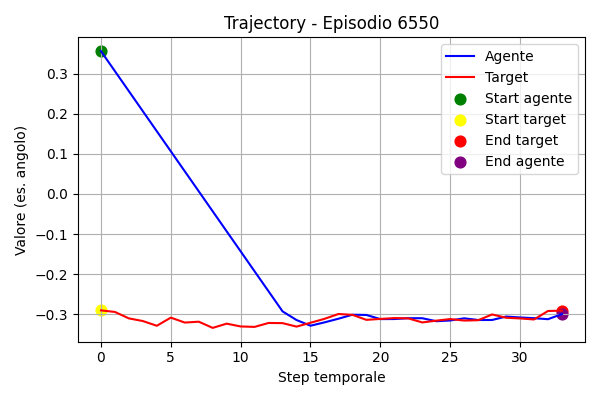 Trajectory - Episodio 6550
Agente
Target
Start agente
Start target
End target
End agente
Valore (es. angolo)
0.3
0.2
0.1
0.0
−0.1
−0.2
−0.3
0
5
10
15
20
25
30
Step temporale